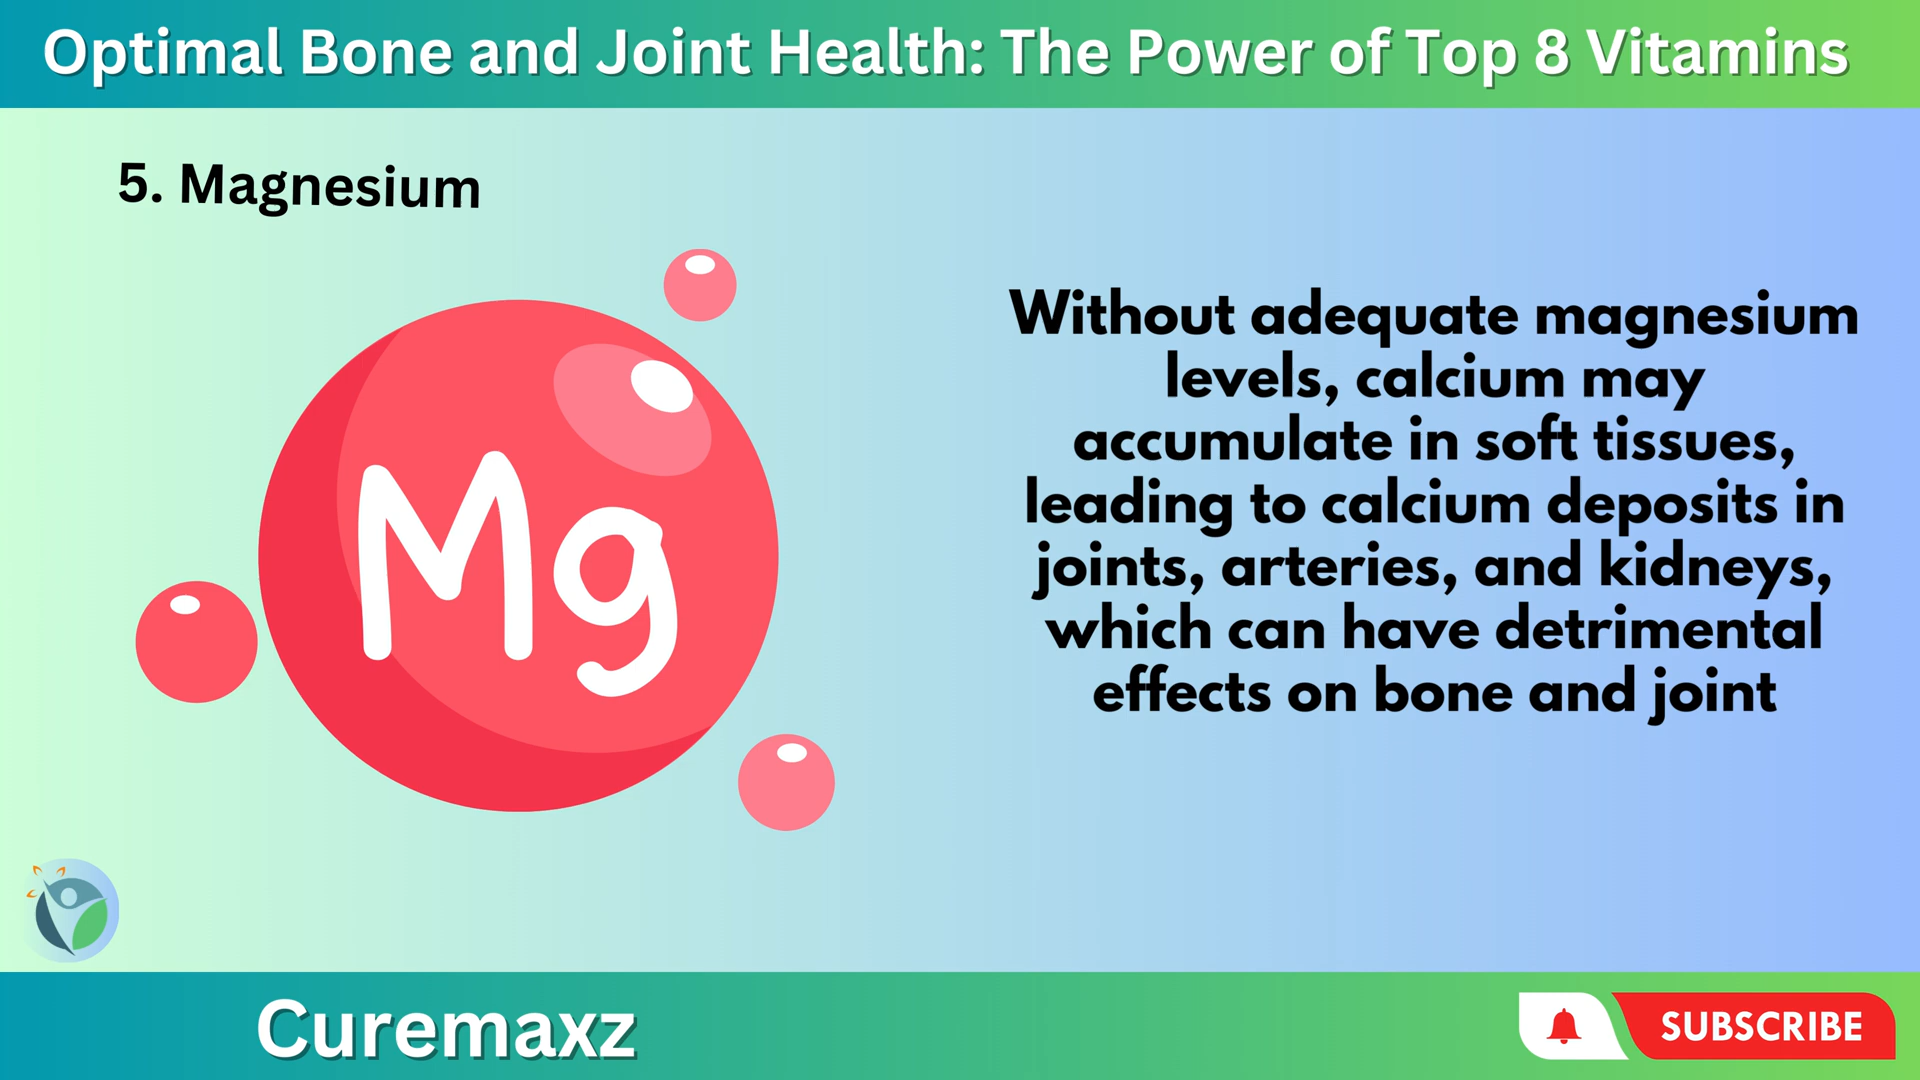 Optimal Bone and Joint Health: The Power of Top 8 Vitamins
5. Magnesium
Mg
Without adequate magnesium
levels, calcium may
accumulate in soft tissues,
leading to calcium deposits in
joints, arteries, and kidneys,
which can have detrimental
effects on bone and joint
Curemaxz
SUBSCRIBE